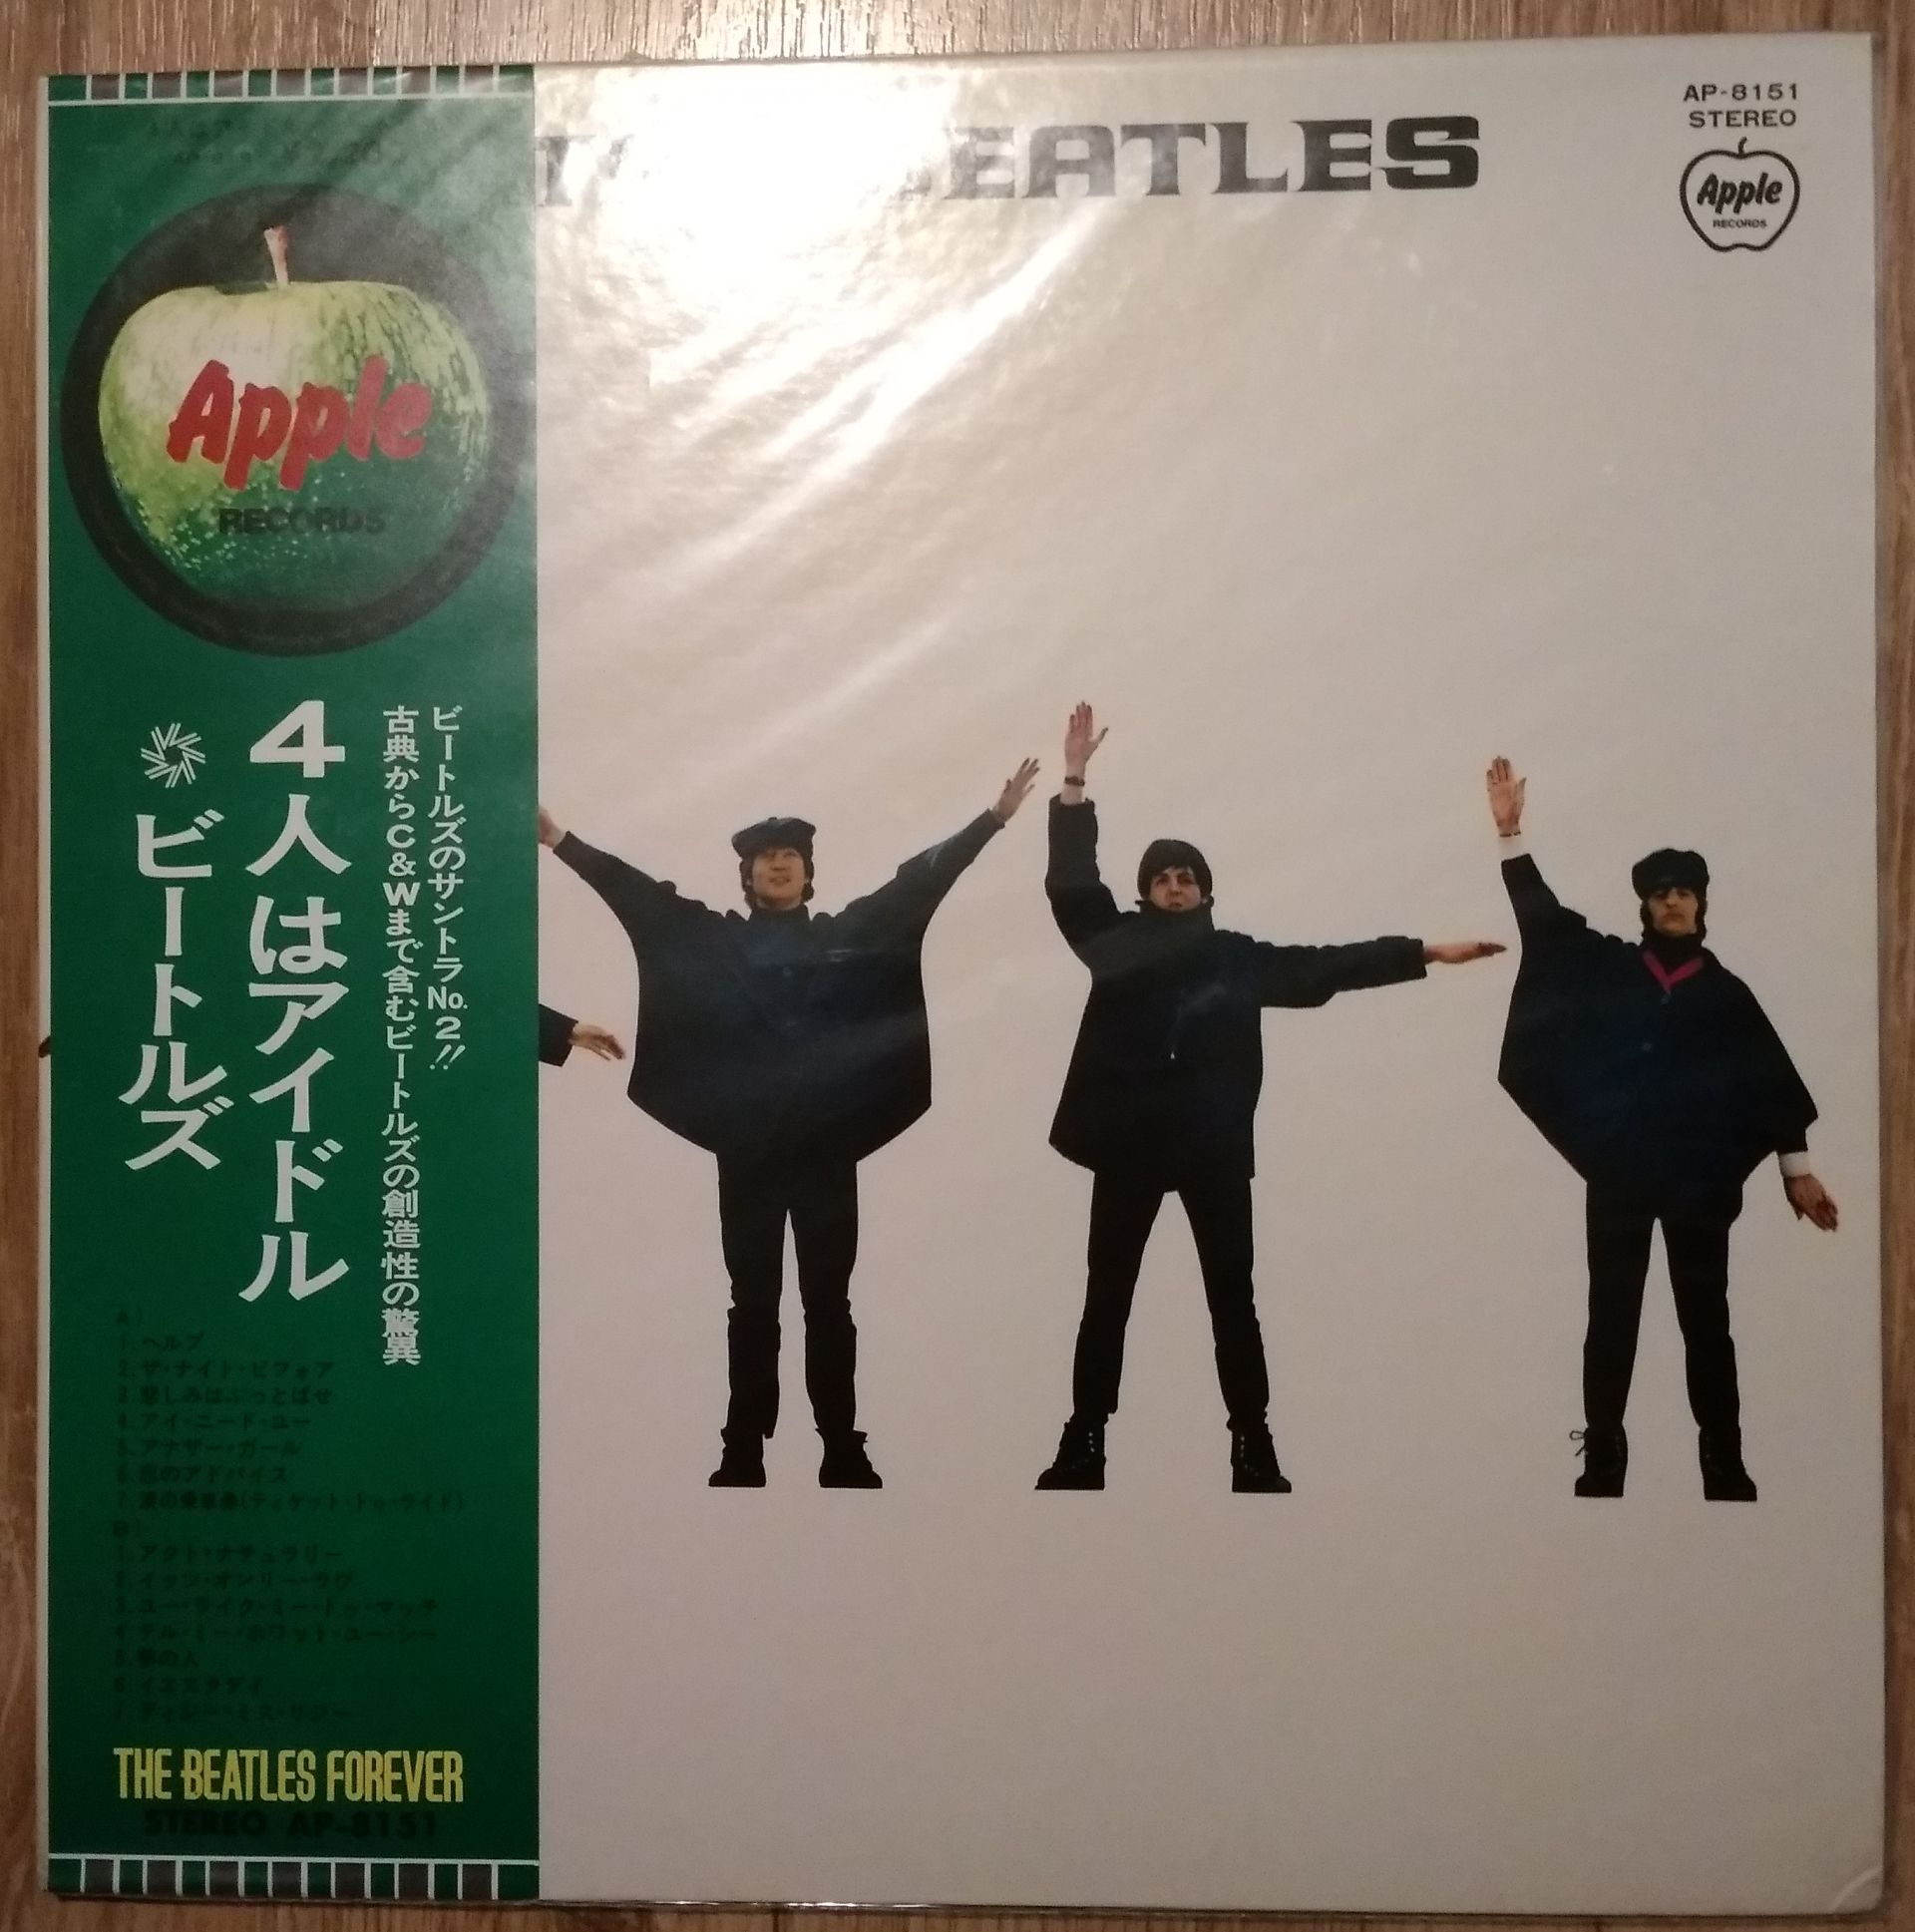 THE BEATLES
AP-8151
STEREO
Apple
RECORDS
Apple
RECORDS
ビートルズのサントラNo.2!!
古典からC&Wまで含むビートルズの創造性の驚異
4人はアイドル
ビートルズ
A:
1. ヘルプ
2. ザ・ナイト・ビフォア
3. 悲しみはぶっとばせ
4. アイ・ニード・ユー
5. アナザー・ガール
6. 恋のアドバイス
7. 涙の乗車券(ティケット・トゥ・ライド)
B:
1. アクト・ナチュラリー
2. イッツ・オンリー・ラヴ
3. ユー・ライク・ミー・トゥ・マッチ
4. テル・ミー・ホワット・ユー・シー
5. 夢の人
6. イエスタデイ
7. ディジー・ミス・リジー
THE BEATLES FOREVER
STEREO AP-8151